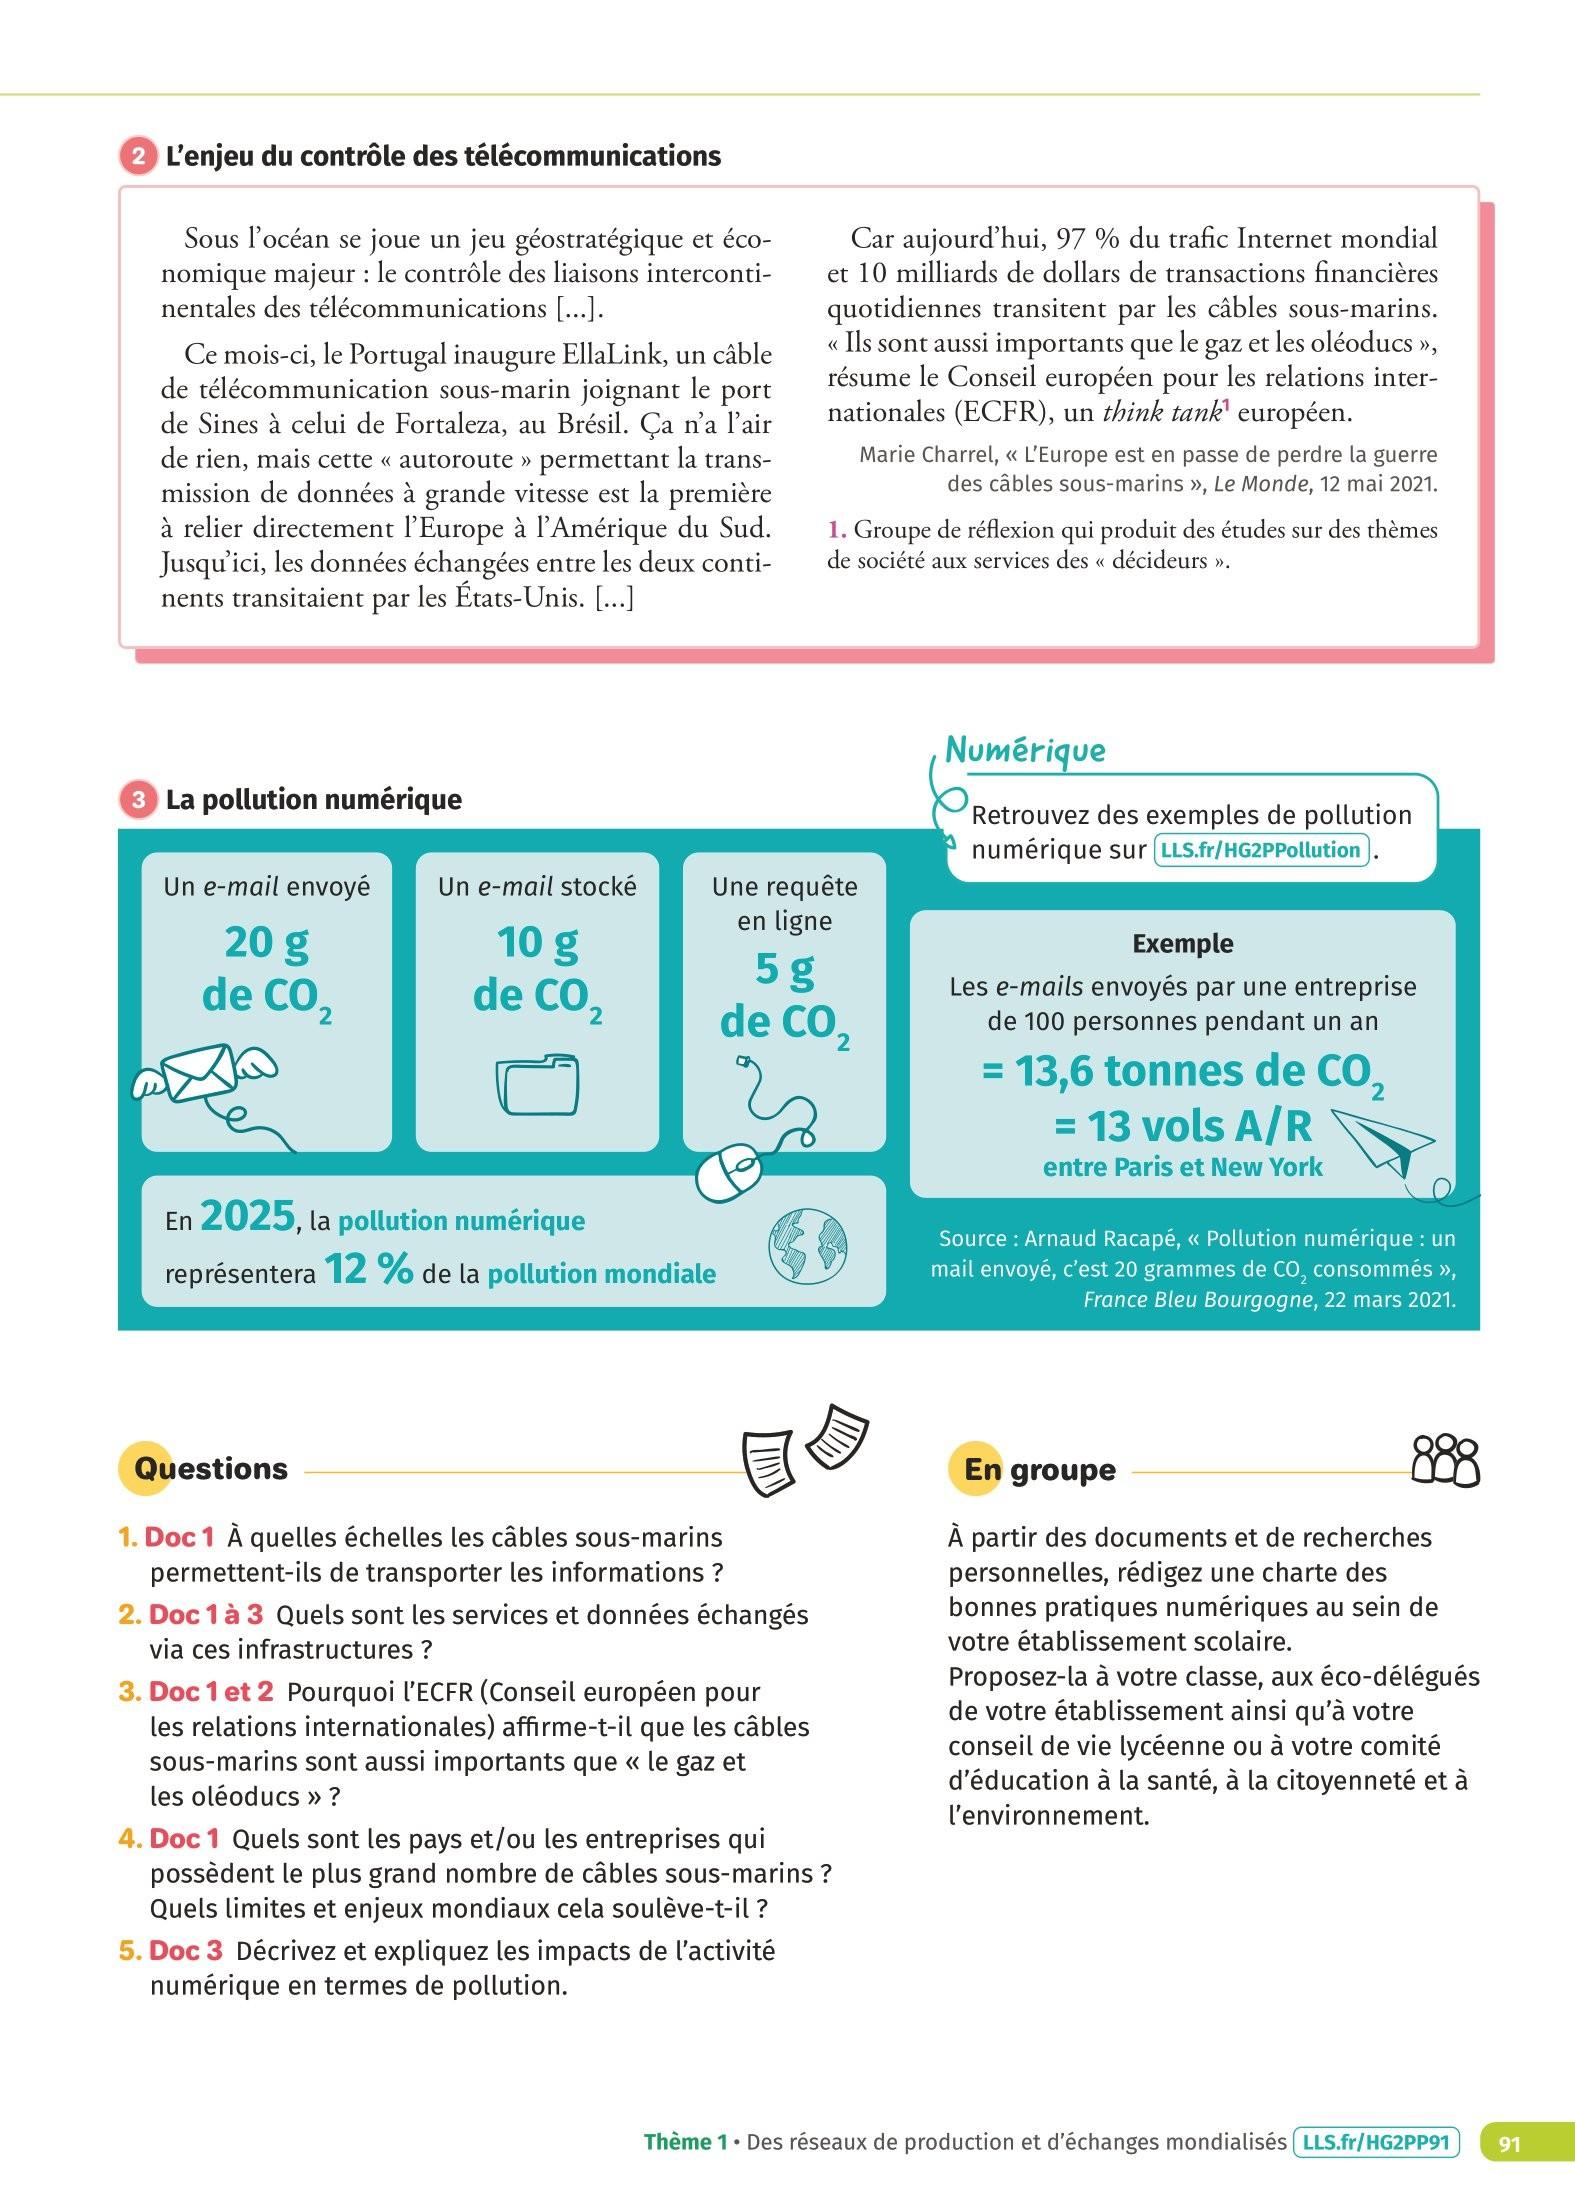 2 L'enjeu du contrôle des télécommunications
Sous l'océan se joue un jeu géostratégique et éco-
nomique majeur : le contrôle des liaisons interconti-
nentales des télécommunications [...].
Ce mois-ci, le Portugal inaugure EllaLink, un câble
de télécommunication sous-marin joignant le port
de Sines à celui de Fortaleza, au Brésil. Ça n'a l'air
de rien, mais cette « autoroute » permettant la trans-
mission de données à grande vitesse est la première
à relier directement l'Europe à l'Amérique du Sud.
Jusqu'ici, les données échangées entre les deux conti-
nents transitaient par les États-Unis. [...]
Car aujourd'hui, 97 % du trafic Internet mondial
et 10 milliards de dollars de transactions financières
quotidiennes transitent par les câbles sous-marins.
« Ils sont aussi importants que le gaz et les oléoducs »,
résume le Conseil européen pour les relations inter-
nationales (ECFR), un think tank¹ européen.
Marie Charrel, « L'Europe est en passe de perdre la guerre
des câbles sous-marins », Le Monde, 12 mai 2021.
1. Groupe de réflexion qui produit des études sur des thèmes
de société aux services des « décideurs ».
3 La pollution numérique
Numérique
Retrouvez des exemples de pollution
numérique sur LLS.fr/HG2PPollution .
Un e-mail envoyé
20 g
de CO₂
Un e-mail stocké
10 g
de CO₂
Une requête
en ligne
5 g
de CO₂
En 2025, la pollution numérique
représentera 12 % de la pollution mondiale
Exemple
Les e-mails envoyés par une entreprise
de 100 personnes pendant un an
= 13,6 tonnes de CO₂
= 13 vols A/R
entre Paris et New York
Source : Arnaud Racapé, « Pollution numérique : un
mail envoyé, c'est 20 grammes de CO₂ consommés »,
France Bleu Bourgogne, 22 mars 2021.
Questions
1. Doc 1 À quelles échelles les câbles sous-marins
permettent-ils de transporter les informations ?
2. Doc 1 à 3 Quels sont les services et données échangés
via ces infrastructures ?
3. Doc 1 et 2 Pourquoi l'ECFR (Conseil européen pour
les relations internationales) affirme-t-il que les câbles
sous-marins sont aussi importants que « le gaz et
les oléoducs » ?
4. Doc 1 Quels sont les pays et/ou les entreprises qui
possèdent le plus grand nombre de câbles sous-marins ?
Quels limites et enjeux mondiaux cela soulève-t-il ?
5. Doc 3 Décrivez et expliquez les impacts de l'activité
numérique en termes de pollution.
En groupe
À partir des documents et de recherches
personnelles, rédigez une charte des
bonnes pratiques numériques au sein de
votre établissement scolaire.
Proposez-la à votre classe, aux éco-délégués
de votre établissement ainsi qu'à votre
conseil de vie lycéenne ou à votre comité
d'éducation à la santé, à la citoyenneté et à
l'environnement.
Thème 1 • Des réseaux de production et d'échanges mondialisés LLS.fr/HG2PP91 91